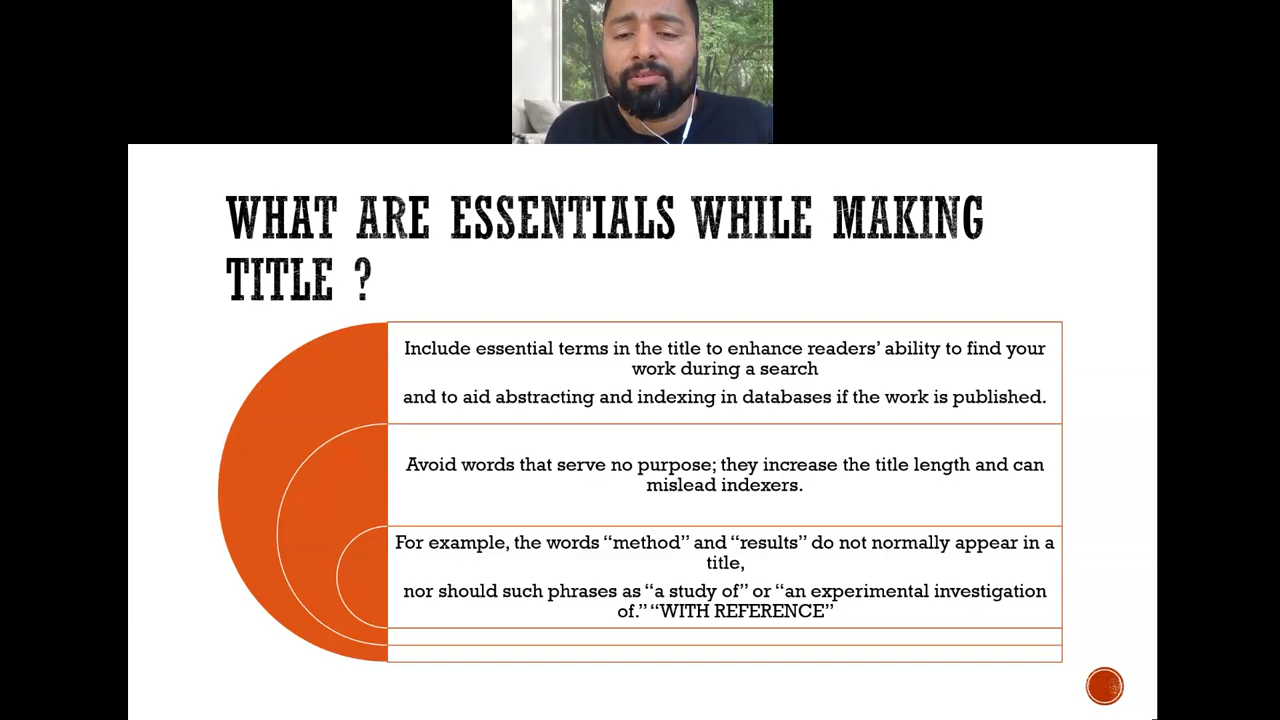 WHAT ARE ESSENTIALS WHILE MAKING
TITLE ?
Include essential terms in the title to enhance readers’ ability to find your
work during a search
and to aid abstracting and indexing in databases if the work is published.
Avoid words that serve no purpose; they increase the title length and can
mislead indexers.
For example, the words “method” and “results” do not normally appear in a
title,
nor should such phrases as “a study of” or “an experimental investigation
of.” “WITH REFERENCE”